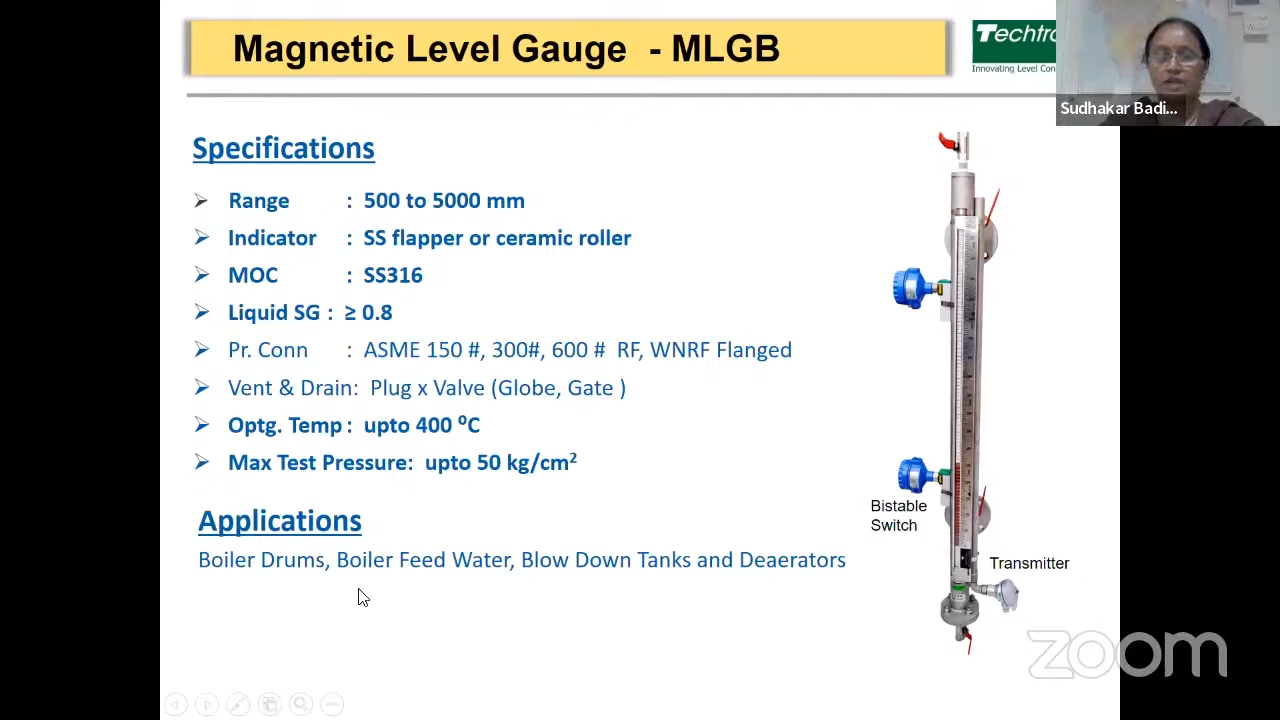 Magnetic Level Gauge - MLGB
Innovating Level Con
Sudhakar Badi...
Specifications
➢ Range : 500 to 5000 mm
➢ Indicator : SS flapper or ceramic roller
➢ MOC : SS316
➢ Liquid SG : ≥ 0.8
➢ Pr. Conn : ASME 150 #, 300#, 600 # RF, WNRF Flanged
➢ Vent & Drain: Plug x Valve (Globe, Gate )
➢ Optg. Temp : upto 400 ⁰C
➢ Max Test Pressure: upto 50 kg/cm²
Bistable
Switch
Applications
Transmitter
Boiler Drums, Boiler Feed Water, Blow Down Tanks and Deaerators
zoom